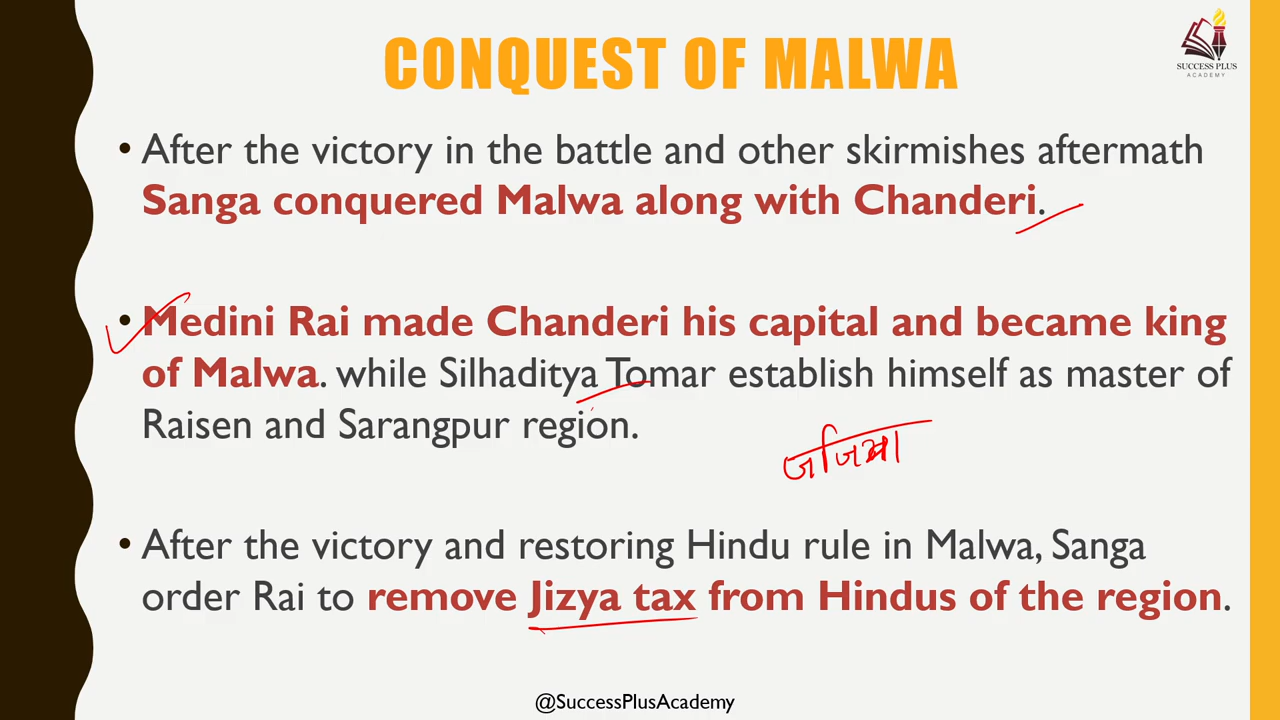 CONQUEST OF MALWA
SUCCESS PLUS
ACADEMY
• After the victory in the battle and other skirmishes aftermath
Sanga conquered Malwa along with Chanderi.
• Medini Rai made Chanderi his capital and became king
of Malwa. while Silhaditya Tomar establish himself as master of
Raisen and Sarangpur region.
जजिया
• After the victory and restoring Hindu rule in Malwa, Sanga
order Rai to remove Jizya tax from Hindus of the region.
@SuccessPlusAcademy